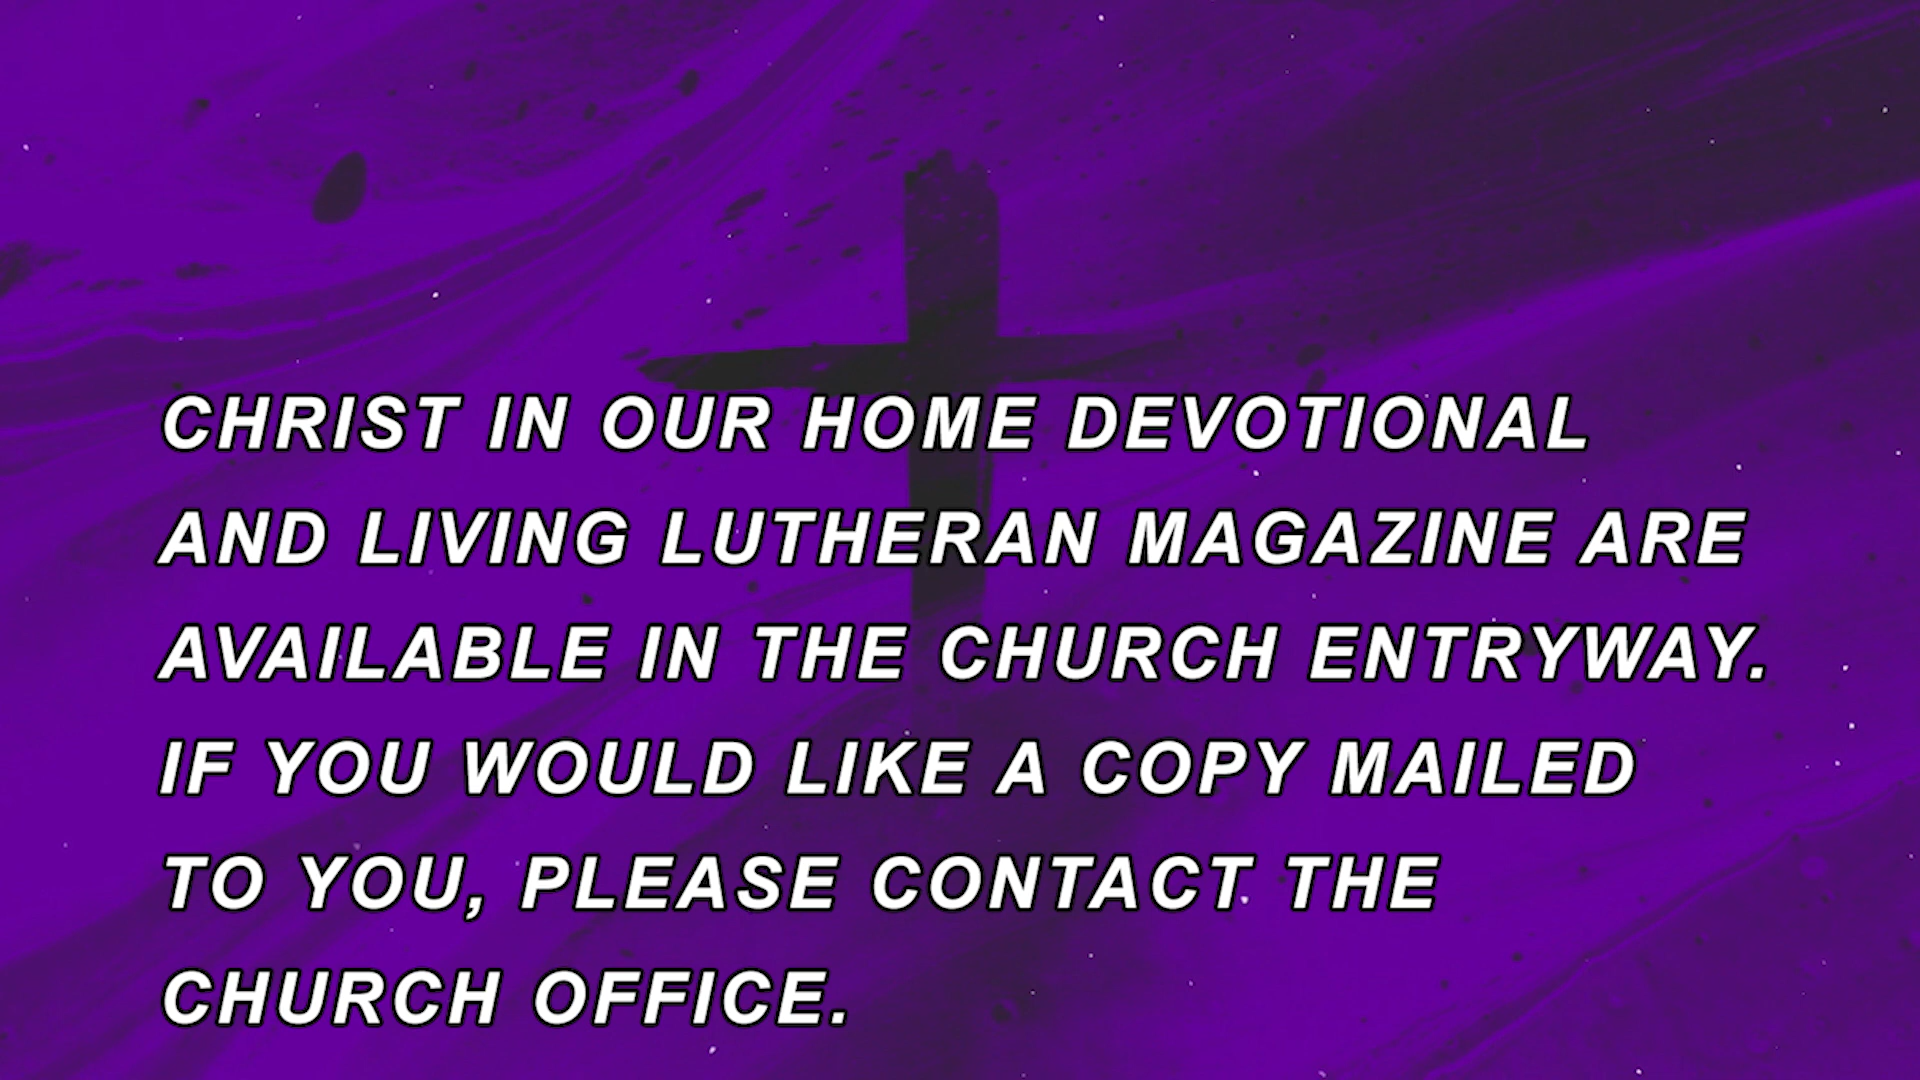 CHRIST IN OUR HOME DEVOTIONAL
AND LIVING LUTHERAN MAGAZINE ARE
AVAILABLE IN THE CHURCH ENTRYWAY.
IF YOU WOULD LIKE A COPY MAILED
TO YOU, PLEASE CONTACT THE
CHURCH OFFICE.